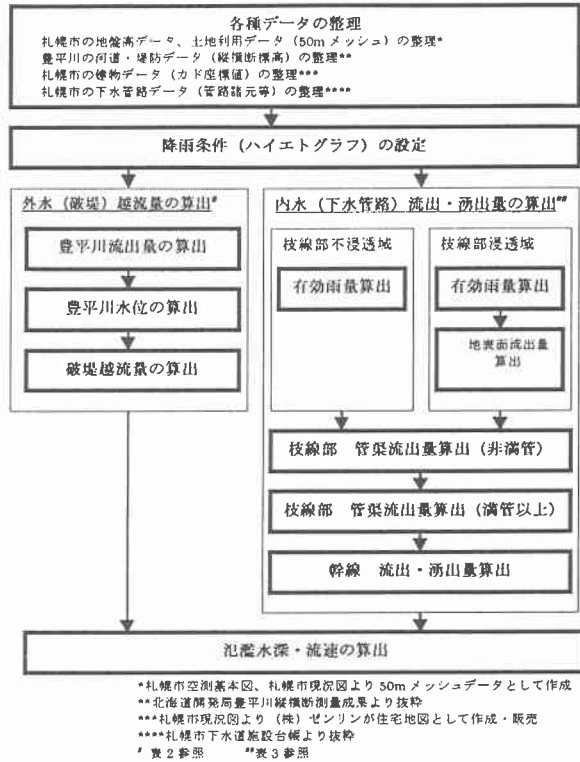 各種データの整理
札幌市の地盤高データ、土地利用データ（50m メッシュ）の整理*
豊平川の河道・堤防データ（縦横断標高）の整理**
札幌市の建物データ（カド座標値）の整理***
札幌市の下水管路データ（管路諸元等）の整理****
降雨条件（ハイエトグラフ）の設定
外水（破堤）越流量の算出#
豊平川流出量の算出
豊平川水位の算出
破堤越流量の算出
内水（下水管路）流出・湧出量の算出##
枝線部不浸透域
有効雨量算出
枝線部浸透域
有効雨量算出
地表面流出量
算出
枝線部　管渠流出量算出（非満管）
枝線部　管渠流出量算出（満管以上）
幹線　流出・湧出量算出
氾濫水深・流速の算出
*札幌市空測基本図、札幌市現況図より 50m メッシュデータとして作成
**北海道開発局豊平川縦横断測量成果より抜粋
***札幌市現況図より（株）ゼンリンが住宅地図として作成・販売
****札幌市下水道施設台帳より抜粋
# 表 2 参照　##表 3 参照